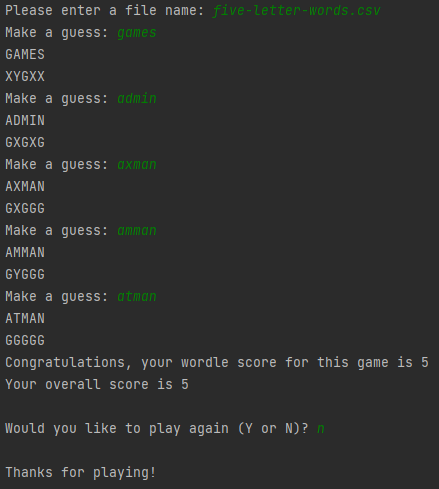 Please enter a file name: five-letter-words.csv
Make a guess: games
GAMES
XYGXX
Make a guess: admin
ADMIN
GXGXG
Make a guess: axman
AXMAN
GXGGG
Make a guess: amman
AMMAN
GYGGG
Make a guess: atman
ATMAN
GGGGG
Congratulations, your wordle score for this game is 5
Your overall score is 5
Would you like to play again (Y or N)? n
Thanks for playing!